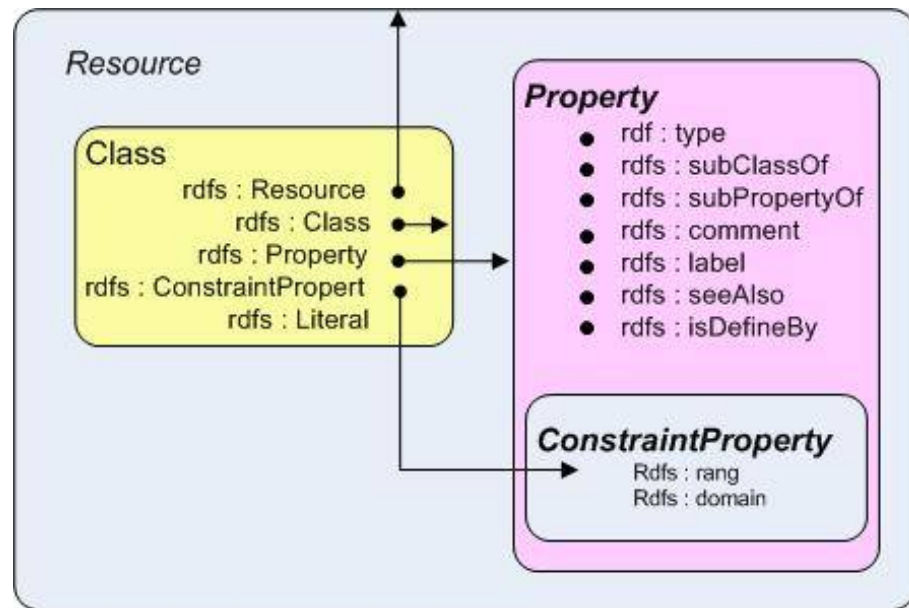 Resource
Class
rdfs : Resource
rdfs : Class
rdfs : Property
rdfs : ConstraintPropert
rdfs : Literal
Property
rdf : type
rdfs : subClassOf
rdfs : subPropertyOf
rdfs : comment
rdfs : label
rdfs : seeAlso
rdfs : isDefineBy
ConstraintProperty
Rdfs : rang
Rdfs : domain